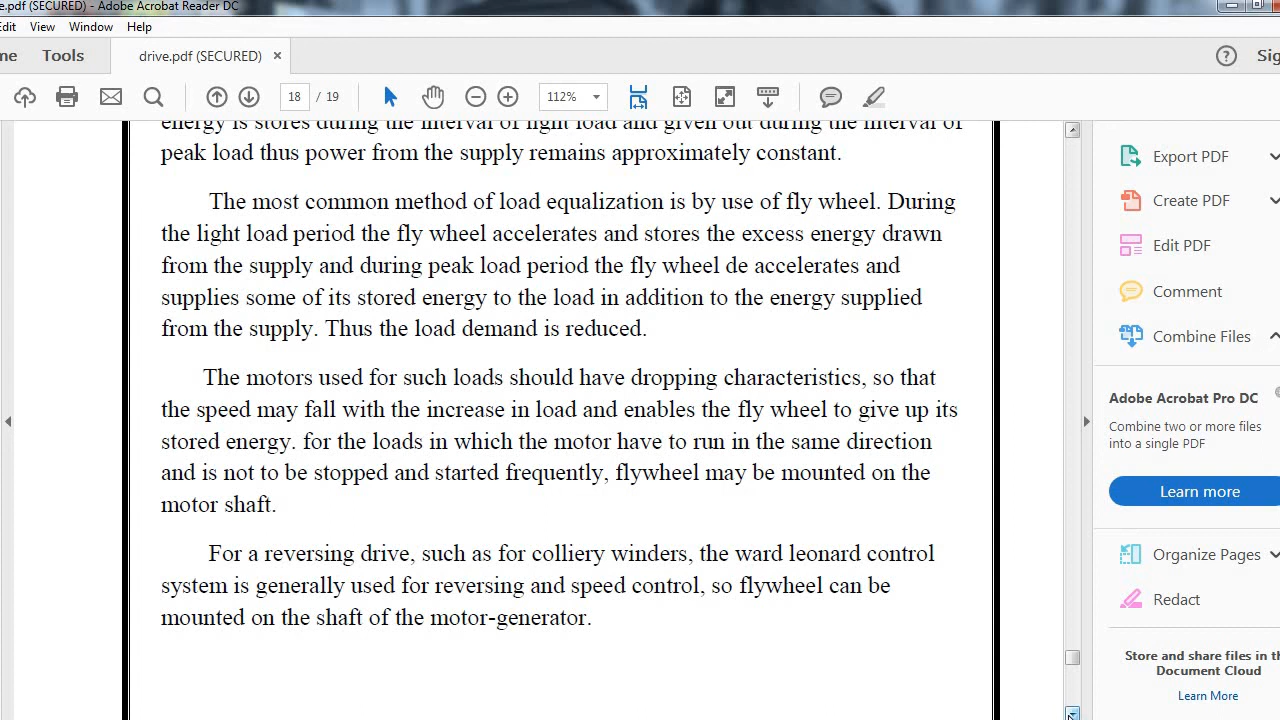 e.pdf (SECURED) - Adobe Acrobat Reader DC
Edit View Window Help
me Tools drive.pdf (SECURED) × ? Sig
18 / 19 112%
energy is stores during the interval of light load and given out during the interval of
peak load thus power from the supply remains approximately constant.
The most common method of load equalization is by use of fly wheel. During
the light load period the fly wheel accelerates and stores the excess energy drawn
from the supply and during peak load period the fly wheel de accelerates and
supplies some of its stored energy to the load in addition to the energy supplied
from the supply. Thus the load demand is reduced.
The motors used for such loads should have dropping characteristics, so that
the speed may fall with the increase in load and enables the fly wheel to give up its
stored energy. for the loads in which the motor have to run in the same direction
and is not to be stopped and started frequently, flywheel may be mounted on the
motor shaft.
For a reversing drive, such as for colliery winders, the ward leonard control
system is generally used for reversing and speed control, so flywheel can be
mounted on the shaft of the motor-generator.
Export PDF
Create PDF
Edit PDF
Comment
Combine Files
Adobe Acrobat Pro DC
Combine two or more files
into a single PDF
Learn more
Organize Pages
Redact
Store and share files in th
Document Cloud
Learn More